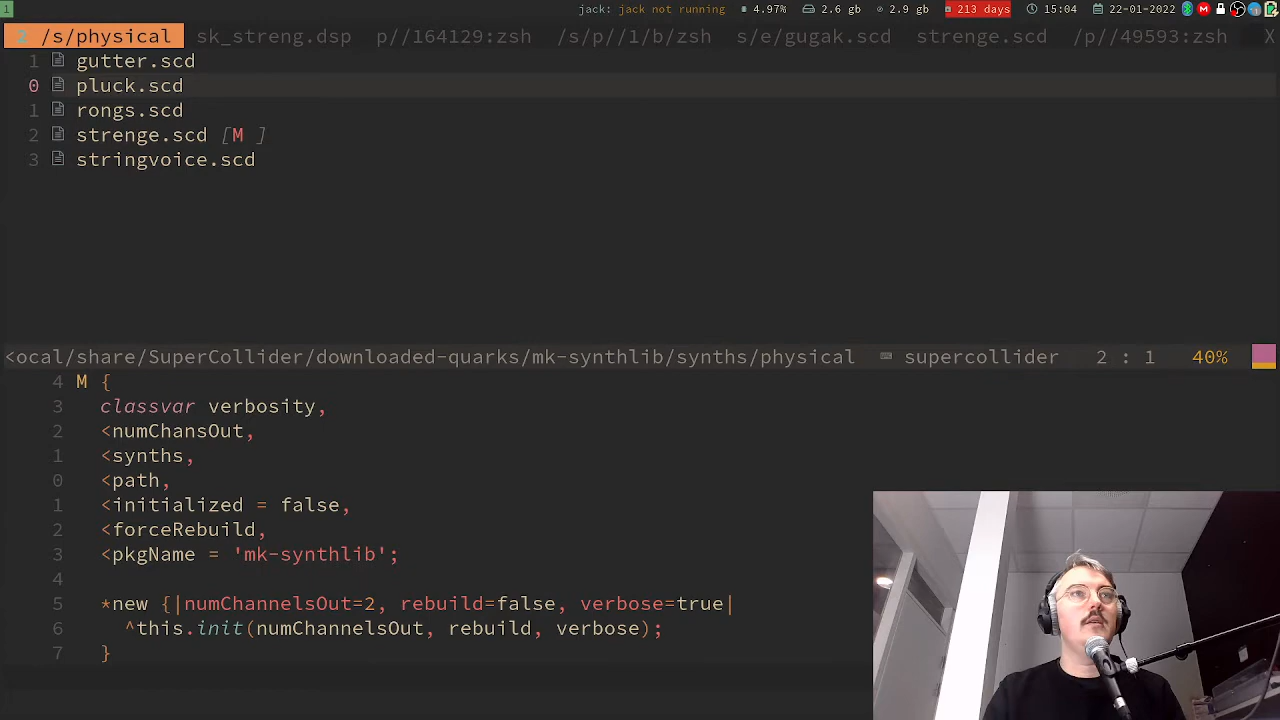 1 jack: jack not running 4.97% 2.6 gb 2.9 gb 213 days 15:04 22-01-2022
2 /s/physical sk_streng.dsp p//164129:zsh /s/p//1/b/zsh s/e/gugak.scd strenge.scd /p//49593:zsh X
1 gutter.scd
0 pluck.scd
1 rongs.scd
2 strenge.scd [M ]
3 stringvoice.scd
<ocal/share/SuperCollider/downloaded-quarks/mk-synthlib/synths/physical supercollider 2 : 1 40%
4 M {
3 classvar verbosity,
2 <numChansOut,
1 <synths,
0 <path,
1 <initialized = false,
2 <forceRebuild,
3 <pkgName = 'mk-synthlib';
4
5 *new {|numChannelsOut=2, rebuild=false, verbose=true|
6 ^this.init(numChannelsOut, rebuild, verbose);
7 }